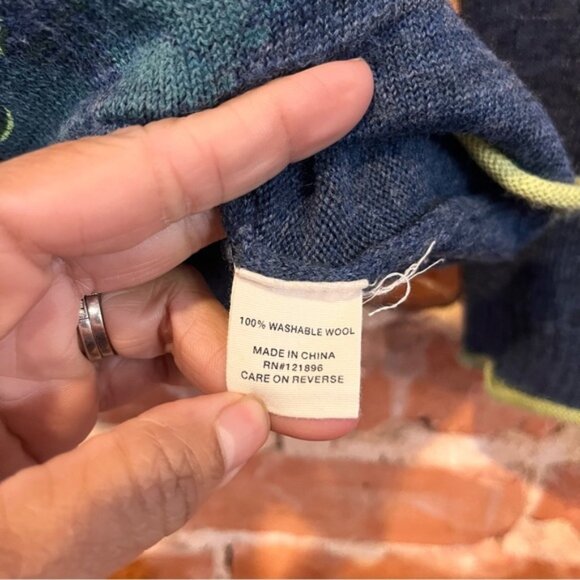 100% WASHABLE WOOL
MADE IN CHINA
RN#121896
CARE ON REVERSE